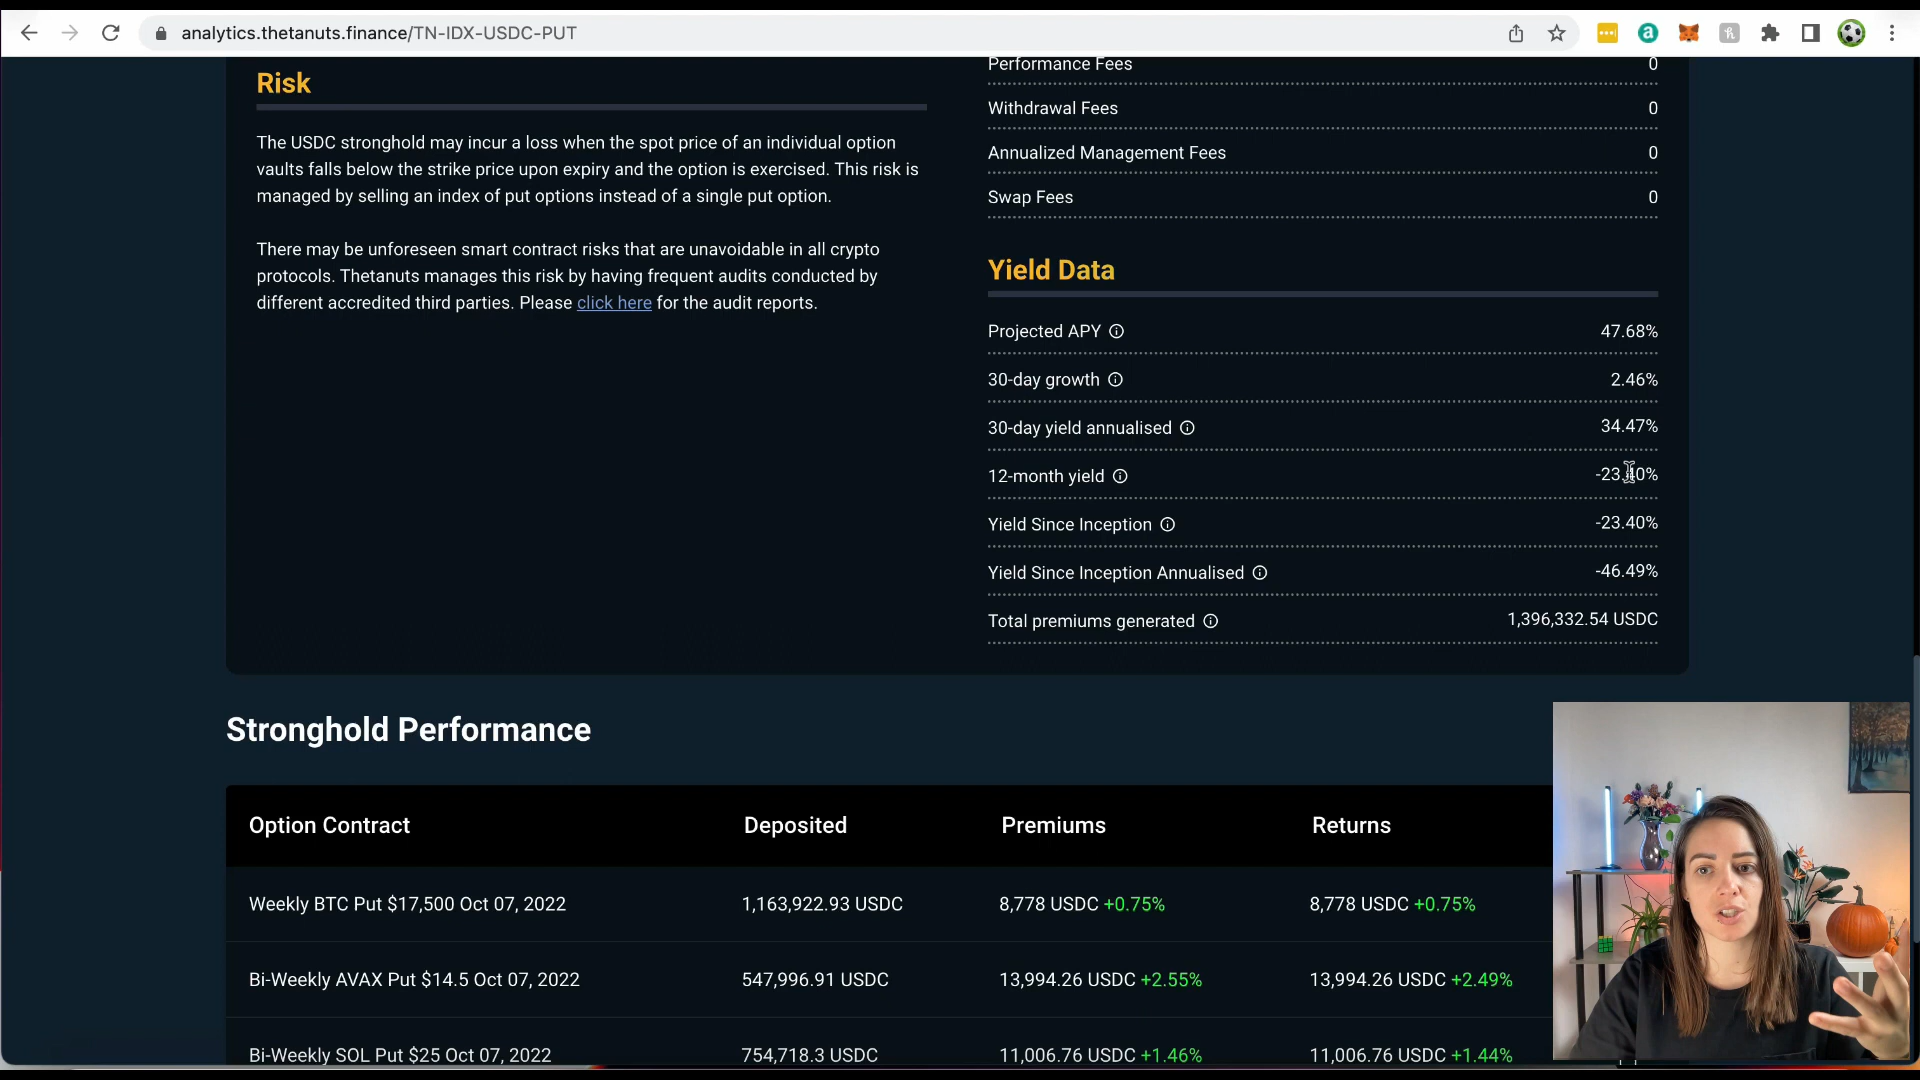 analytics.thetanuts.finance/TN-IDX-USDC-PUT
Risk
The USDC stronghold may incur a loss when the spot price of an individual option
vaults falls below the strike price upon expiry and the option is exercised. This risk is
managed by selling an index of put options instead of a single put option.
There may be unforeseen smart contract risks that are unavoidable in all crypto
protocols. Thetanuts manages this risk by having frequent audits conducted by
different accredited third parties. Please click here for the audit reports.
Performance Fees 0
Withdrawal Fees 0
Annualized Management Fees 0
Swap Fees 0
Yield Data
Projected APY 47.68%
30-day growth 2.46%
30-day yield annualised 34.47%
12-month yield -23.40%
Yield Since Inception -23.40%
Yield Since Inception Annualised -46.49%
Total premiums generated 1,396,332.54 USDC
Stronghold Performance
Option Contract Deposited Premiums Returns
Weekly BTC Put $17,500 Oct 07, 2022 1,163,922.93 USDC 8,778 USDC +0.75% 8,778 USDC +0.75%
Bi-Weekly AVAX Put $14.5 Oct 07, 2022 547,996.91 USDC 13,994.26 USDC +2.55% 13,994.26 USDC +2.49%
Bi-Weekly SOL Put $25 Oct 07, 2022 754,718.3 USDC 11,006.76 USDC +1.46% 11,006.76 USDC +1.44%